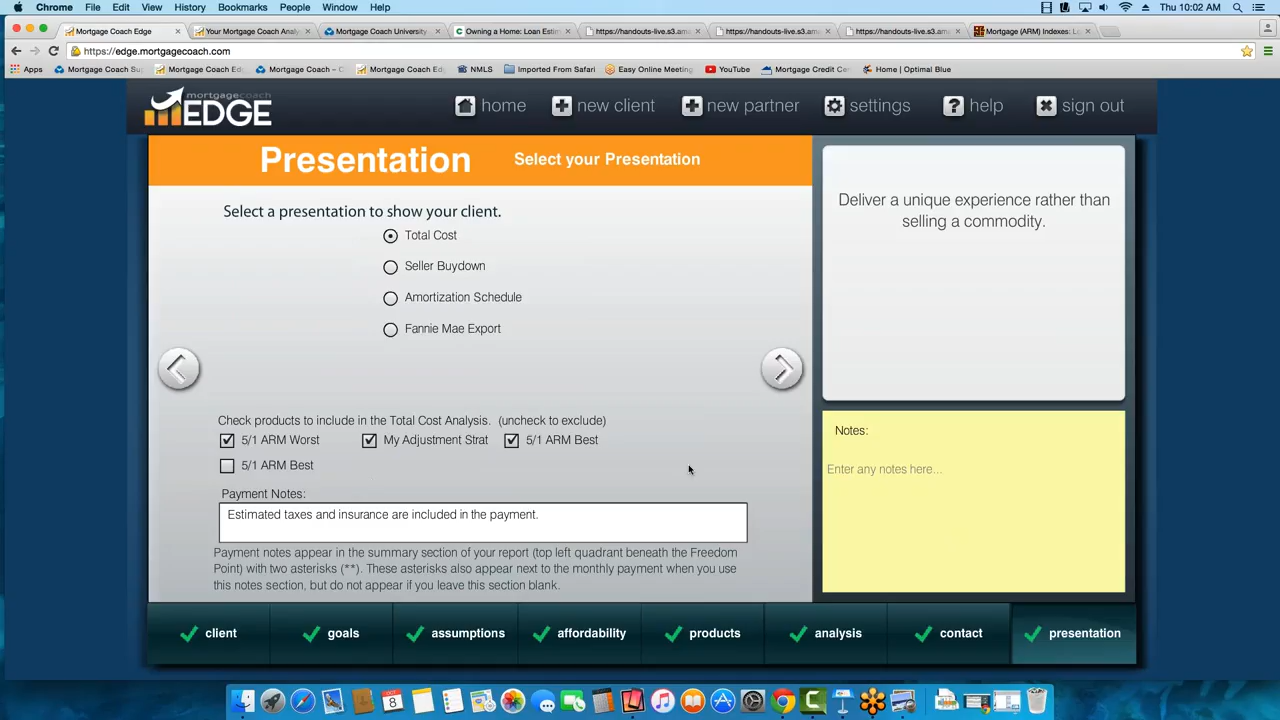 Chrome File Edit View History Bookmarks People Window Help Thu 10:02 AM
Mortgage Coach Edge Your Mortgage Coach Analy Mortgage Coach University Owning a Home: Loan Estim https://handouts-live.s3.ama https://handouts-live.s3.ama https://handouts-live.s3.ama Mortgage (ARM) Indexes: L
https://edge.mortgagecoach.com
Apps Mortgage Coach Su Mortgage Coach Ed Mortgage Coach – C Mortgage Coach Ed NMLS Imported From Safari Easy Online Meeting YouTube Mortgage Credit Ce Home | Optimal Blue
mortgagecoach
EDGE
home new client new partner settings help sign out
Presentation Select your Presentation
Select a presentation to show your client.
Total Cost
Seller Buydown
Amortization Schedule
Fannie Mae Export
Check products to include in the Total Cost Analysis. (uncheck to exclude)
5/1 ARM Worst My Adjustment Strat 5/1 ARM Best
5/1 ARM Best
Payment Notes:
Estimated taxes and insurance are included in the payment.
Payment notes appear in the summary section of your report (top left quadrant beneath the Freedom
Point) with two asterisks (**). These asterisks also appear next to the monthly payment when you use
this notes section, but do not appear if you leave this section blank.
Deliver a unique experience rather than
selling a commodity.
Notes:
Enter any notes here...
client goals assumptions affordability products analysis contact presentation
8